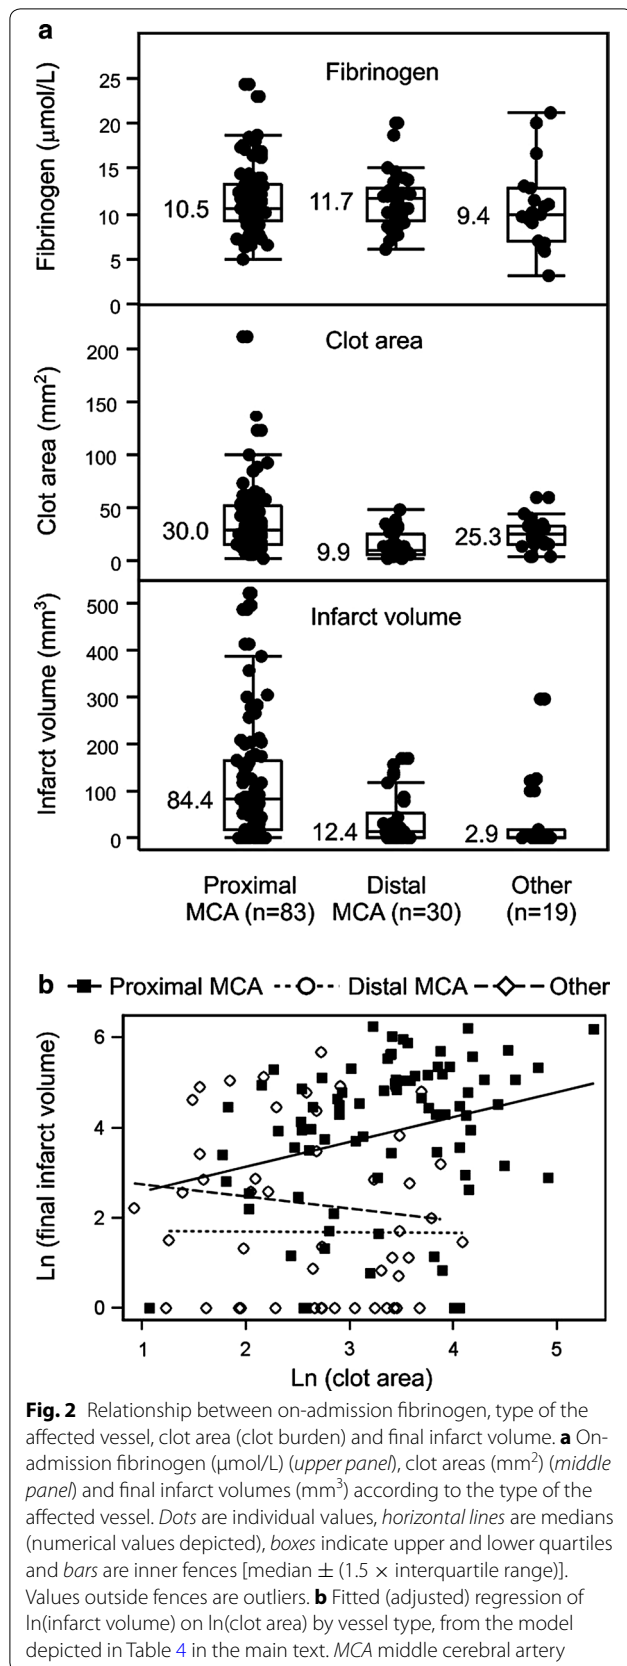 a
Fibrinogen
Fibrinogen (μmol/L)
25
20
15
10
5
0
10.5
11.7
9.4
Clot area
Clot area (mm²)
200
150
100
50
0
30.0
9.9
25.3
Infarct volume
Infarct volume (mm³)
500
400
300
200
100
0
84.4
12.4
2.9
Proximal
MCA (n=83)
Distal
MCA (n=30)
Other
(n=19)
b Proximal MCA Distal MCA Other
Ln (final infarct volume)
6
4
2
0
1 2 3 4 5
Ln (clot area)
Fig. 2 Relationship between on-admission fibrinogen, type of the
affected vessel, clot area (clot burden) and final infarct volume. a On-
admission fibrinogen (μmol/L) (upper panel), clot areas (mm²) (middle
panel) and final infarct volumes (mm³) according to the type of the
affected vessel. Dots are individual values, horizontal lines are medians
(numerical values depicted), boxes indicate upper and lower quartiles
and bars are inner fences [median ± (1.5 × interquartile range)].
Values outside fences are outliers. b Fitted (adjusted) regression of
ln(infarct volume) on ln(clot area) by vessel type, from the model
depicted in Table 4 in the main text. MCA middle cerebral artery